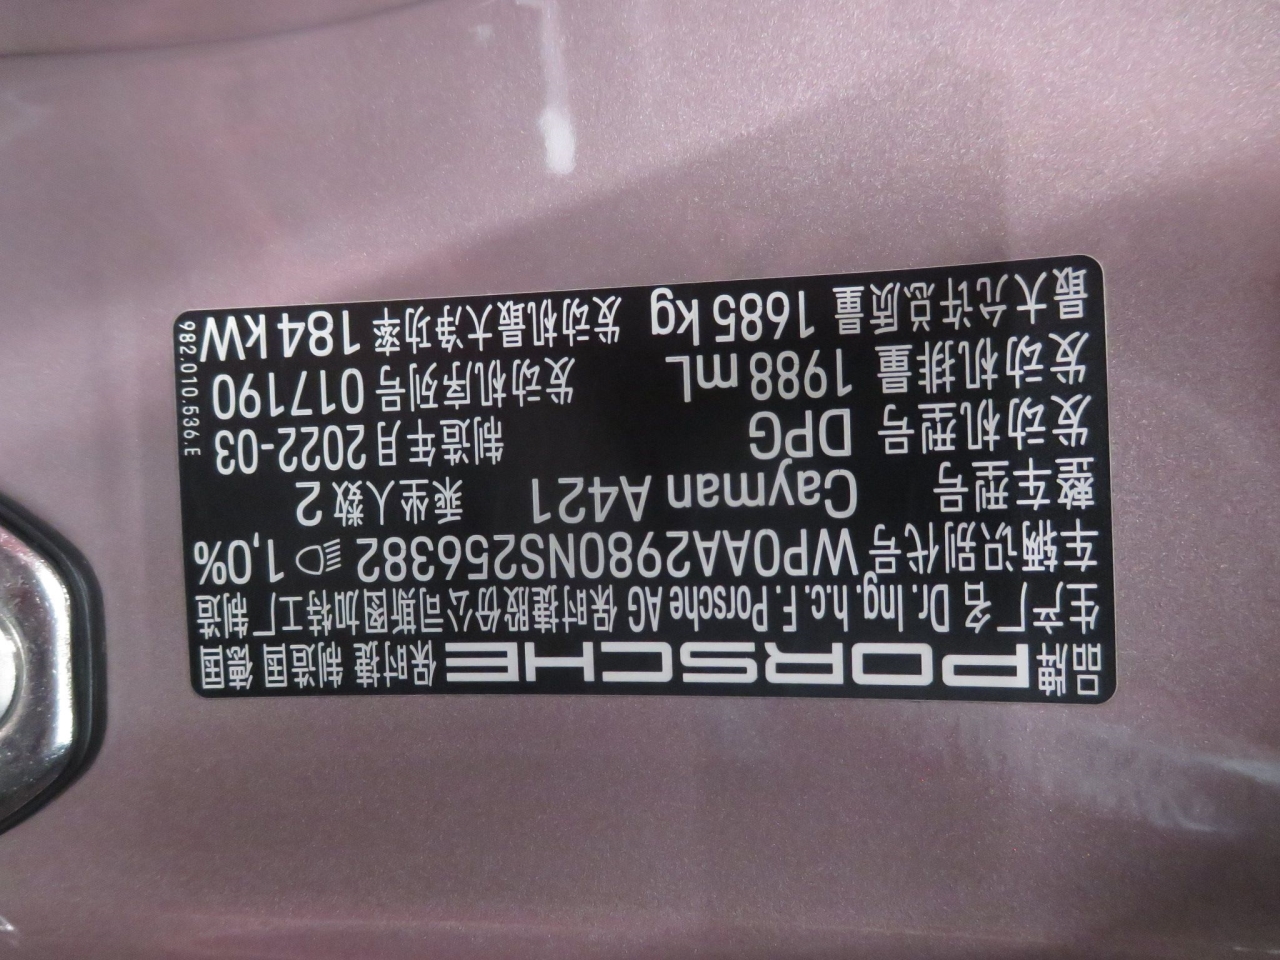 品牌 PORSCHE 保时捷 制造国 德国
生产厂名 Dr. Ing. h.c. F. Porsche AG 保时捷股份公司斯图加特工厂制造
车辆识别代号 WP0AA2980NS256382 1,0%
整车型号 Cayman A421 乘坐人数 2
发动机型号 DPG 制造年月 2022-03
发动机排量 1988 mL 发动机序列号 017190
最大允许总质量 1685 kg 发动机最大净功率 184 kW
982.010.536.E